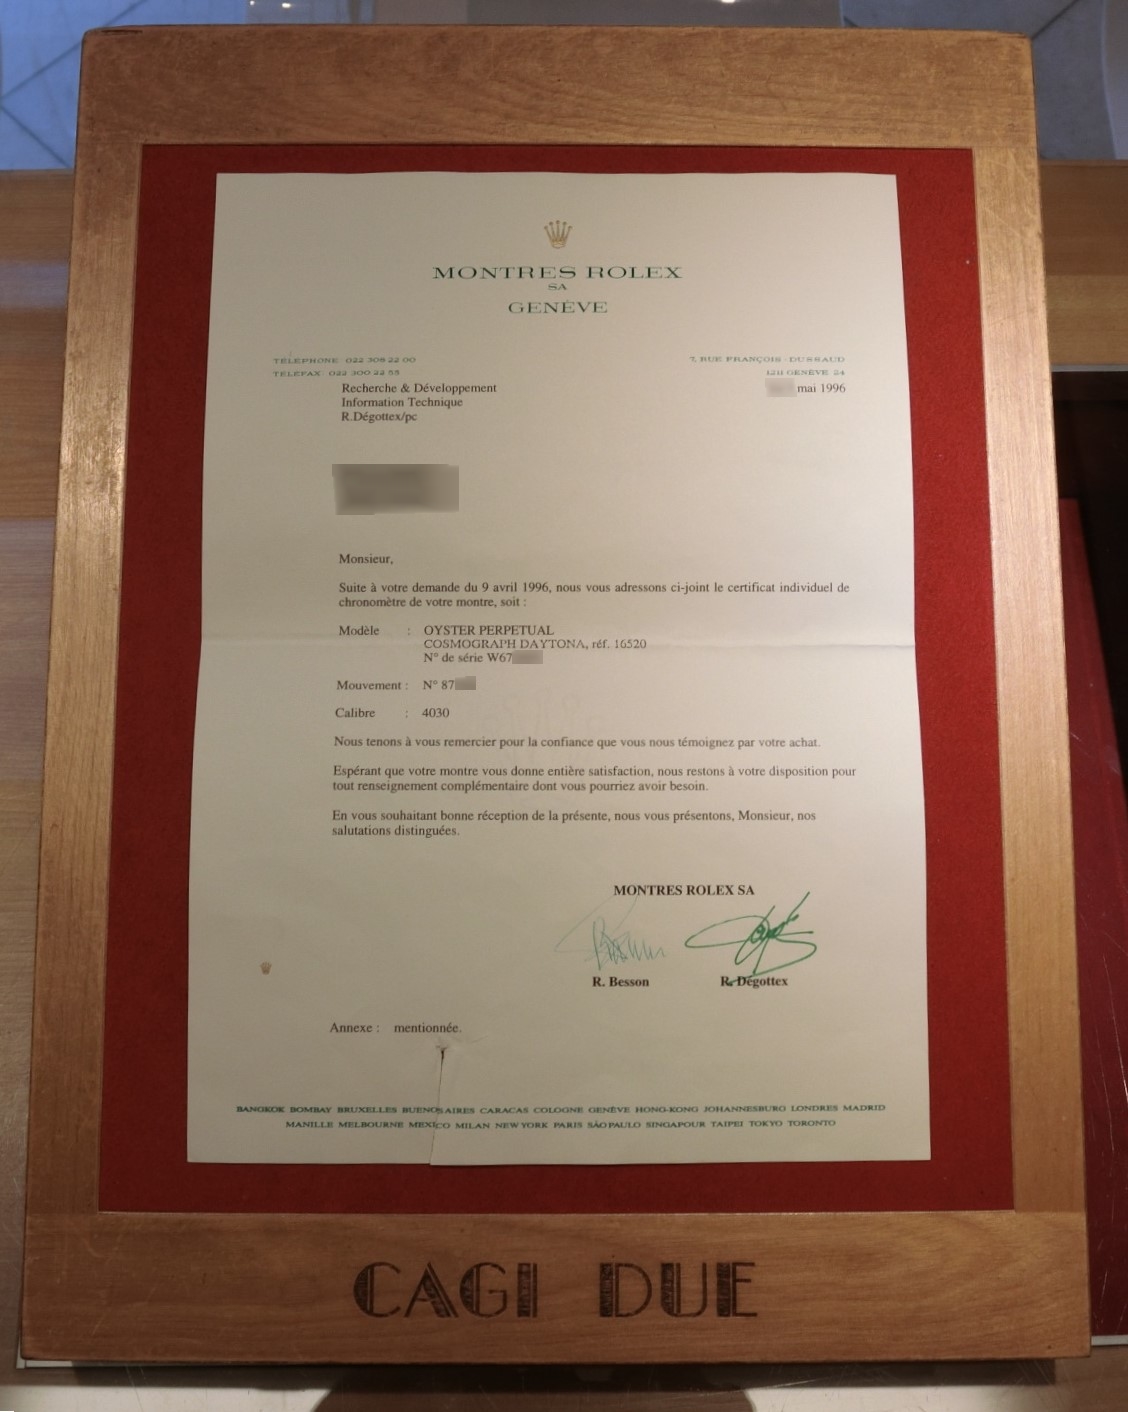 MONTRES ROLEX
SA
GENÈVE
TÉLÉPHONE 022 308 22 00
TÉLÉFAX 022 300 22 55
7, RUE FRANÇOIS-DUSSAUD
1211 GENÈVE 24
mai 1996
Recherche & Développement
Information Technique
R.Dégottex/pc
Monsieur,
Suite à votre demande du 9 avril 1996, nous vous adressons ci-joint le certificat individuel de
chronomètre de votre montre, soit :
Modèle : OYSTER PERPETUAL
COSMOGRAPH DAYTONA, réf. 16520
N° de série W67
Mouvement : N° 87
Calibre : 4030
Nous tenons à vous remercier pour la confiance que vous nous témoignez par votre achat.
Espérant que votre montre vous donne entière satisfaction, nous restons à votre disposition pour
tout renseignement complémentaire dont vous pourriez avoir besoin.
En vous souhaitant bonne réception de la présente, nous vous présentons, Monsieur, nos
salutations distinguées.
MONTRES ROLEX SA
R. Besson R. Dégottex
Annexe : mentionnée.
BANGKOK BOMBAY BRUXELLES BUENOS AIRES CARACAS COLOGNE GENÈVE HONG-KONG JOHANNESBURG LONDRES MADRID
MANILLE MELBOURNE MEXICO MILAN NEW YORK PARIS SÃO PAULO SINGAPOUR TAIPEI TOKYO TORONTO
CAGI DUE